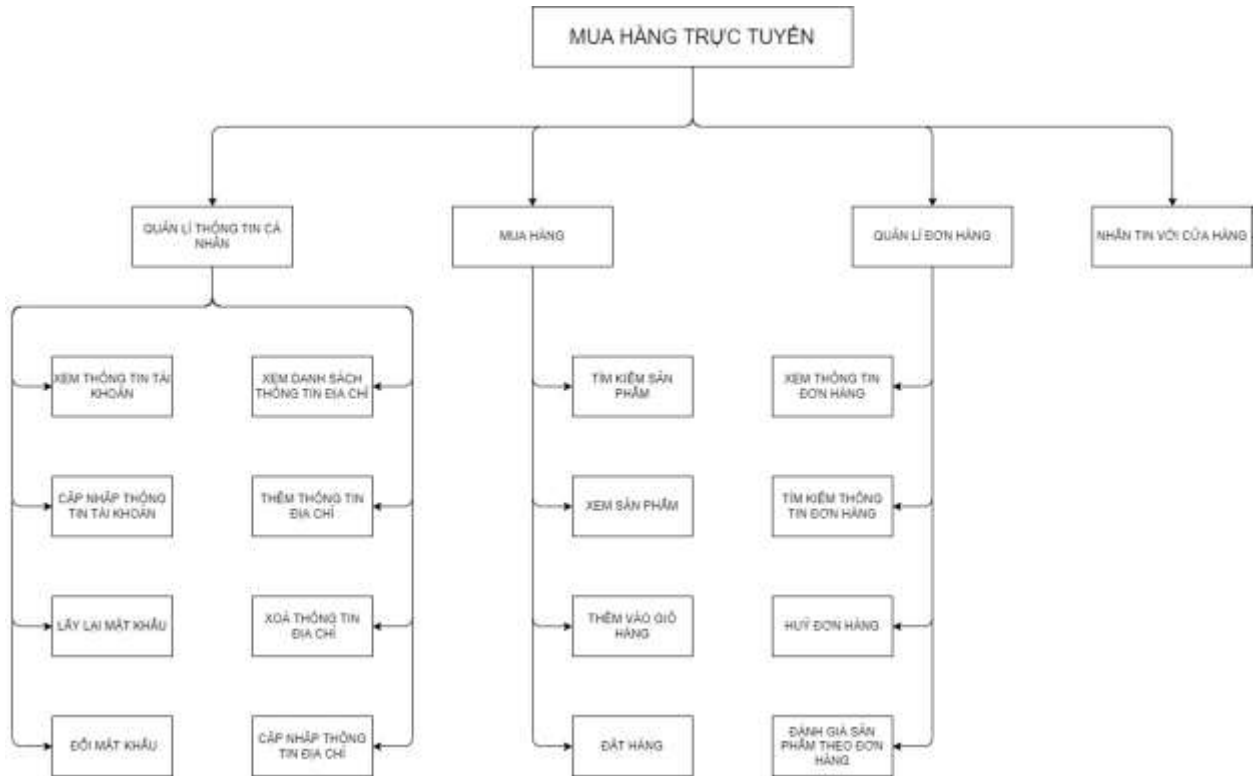 MUA HÀNG TRỰC TUYẾN
QUẢN LÍ THÔNG TIN CÁ
NHÂN
MUA HÀNG
QUẢN LÍ ĐƠN HÀNG
NHẮN TIN VỚI CỬA HÀNG
XEM THÔNG TIN TÀI
KHOẢN
XEM DANH SÁCH
THÔNG TIN ĐỊA CHỈ
TÌM KIẾM SẢN
PHẨM
XEM THÔNG TIN
ĐƠN HÀNG
CẬP NHẬP THÔNG
TIN TÀI KHOẢN
THÊM THÔNG TIN
ĐỊA CHỈ
XEM SẢN PHẨM
TÌM KIẾM THÔNG
TIN ĐƠN HÀNG
LẤY LẠI MẬT KHẨU
XOÁ THÔNG TIN
ĐỊA CHỈ
THÊM VÀO GIỎ
HÀNG
HUỶ ĐƠN HÀNG
ĐỔI MẬT KHẨU
CẬP NHẬP THÔNG
TIN ĐỊA CHỈ
ĐẶT HÀNG
ĐÁNH GIÁ SẢN
PHẨM THEO ĐƠN
HÀNG